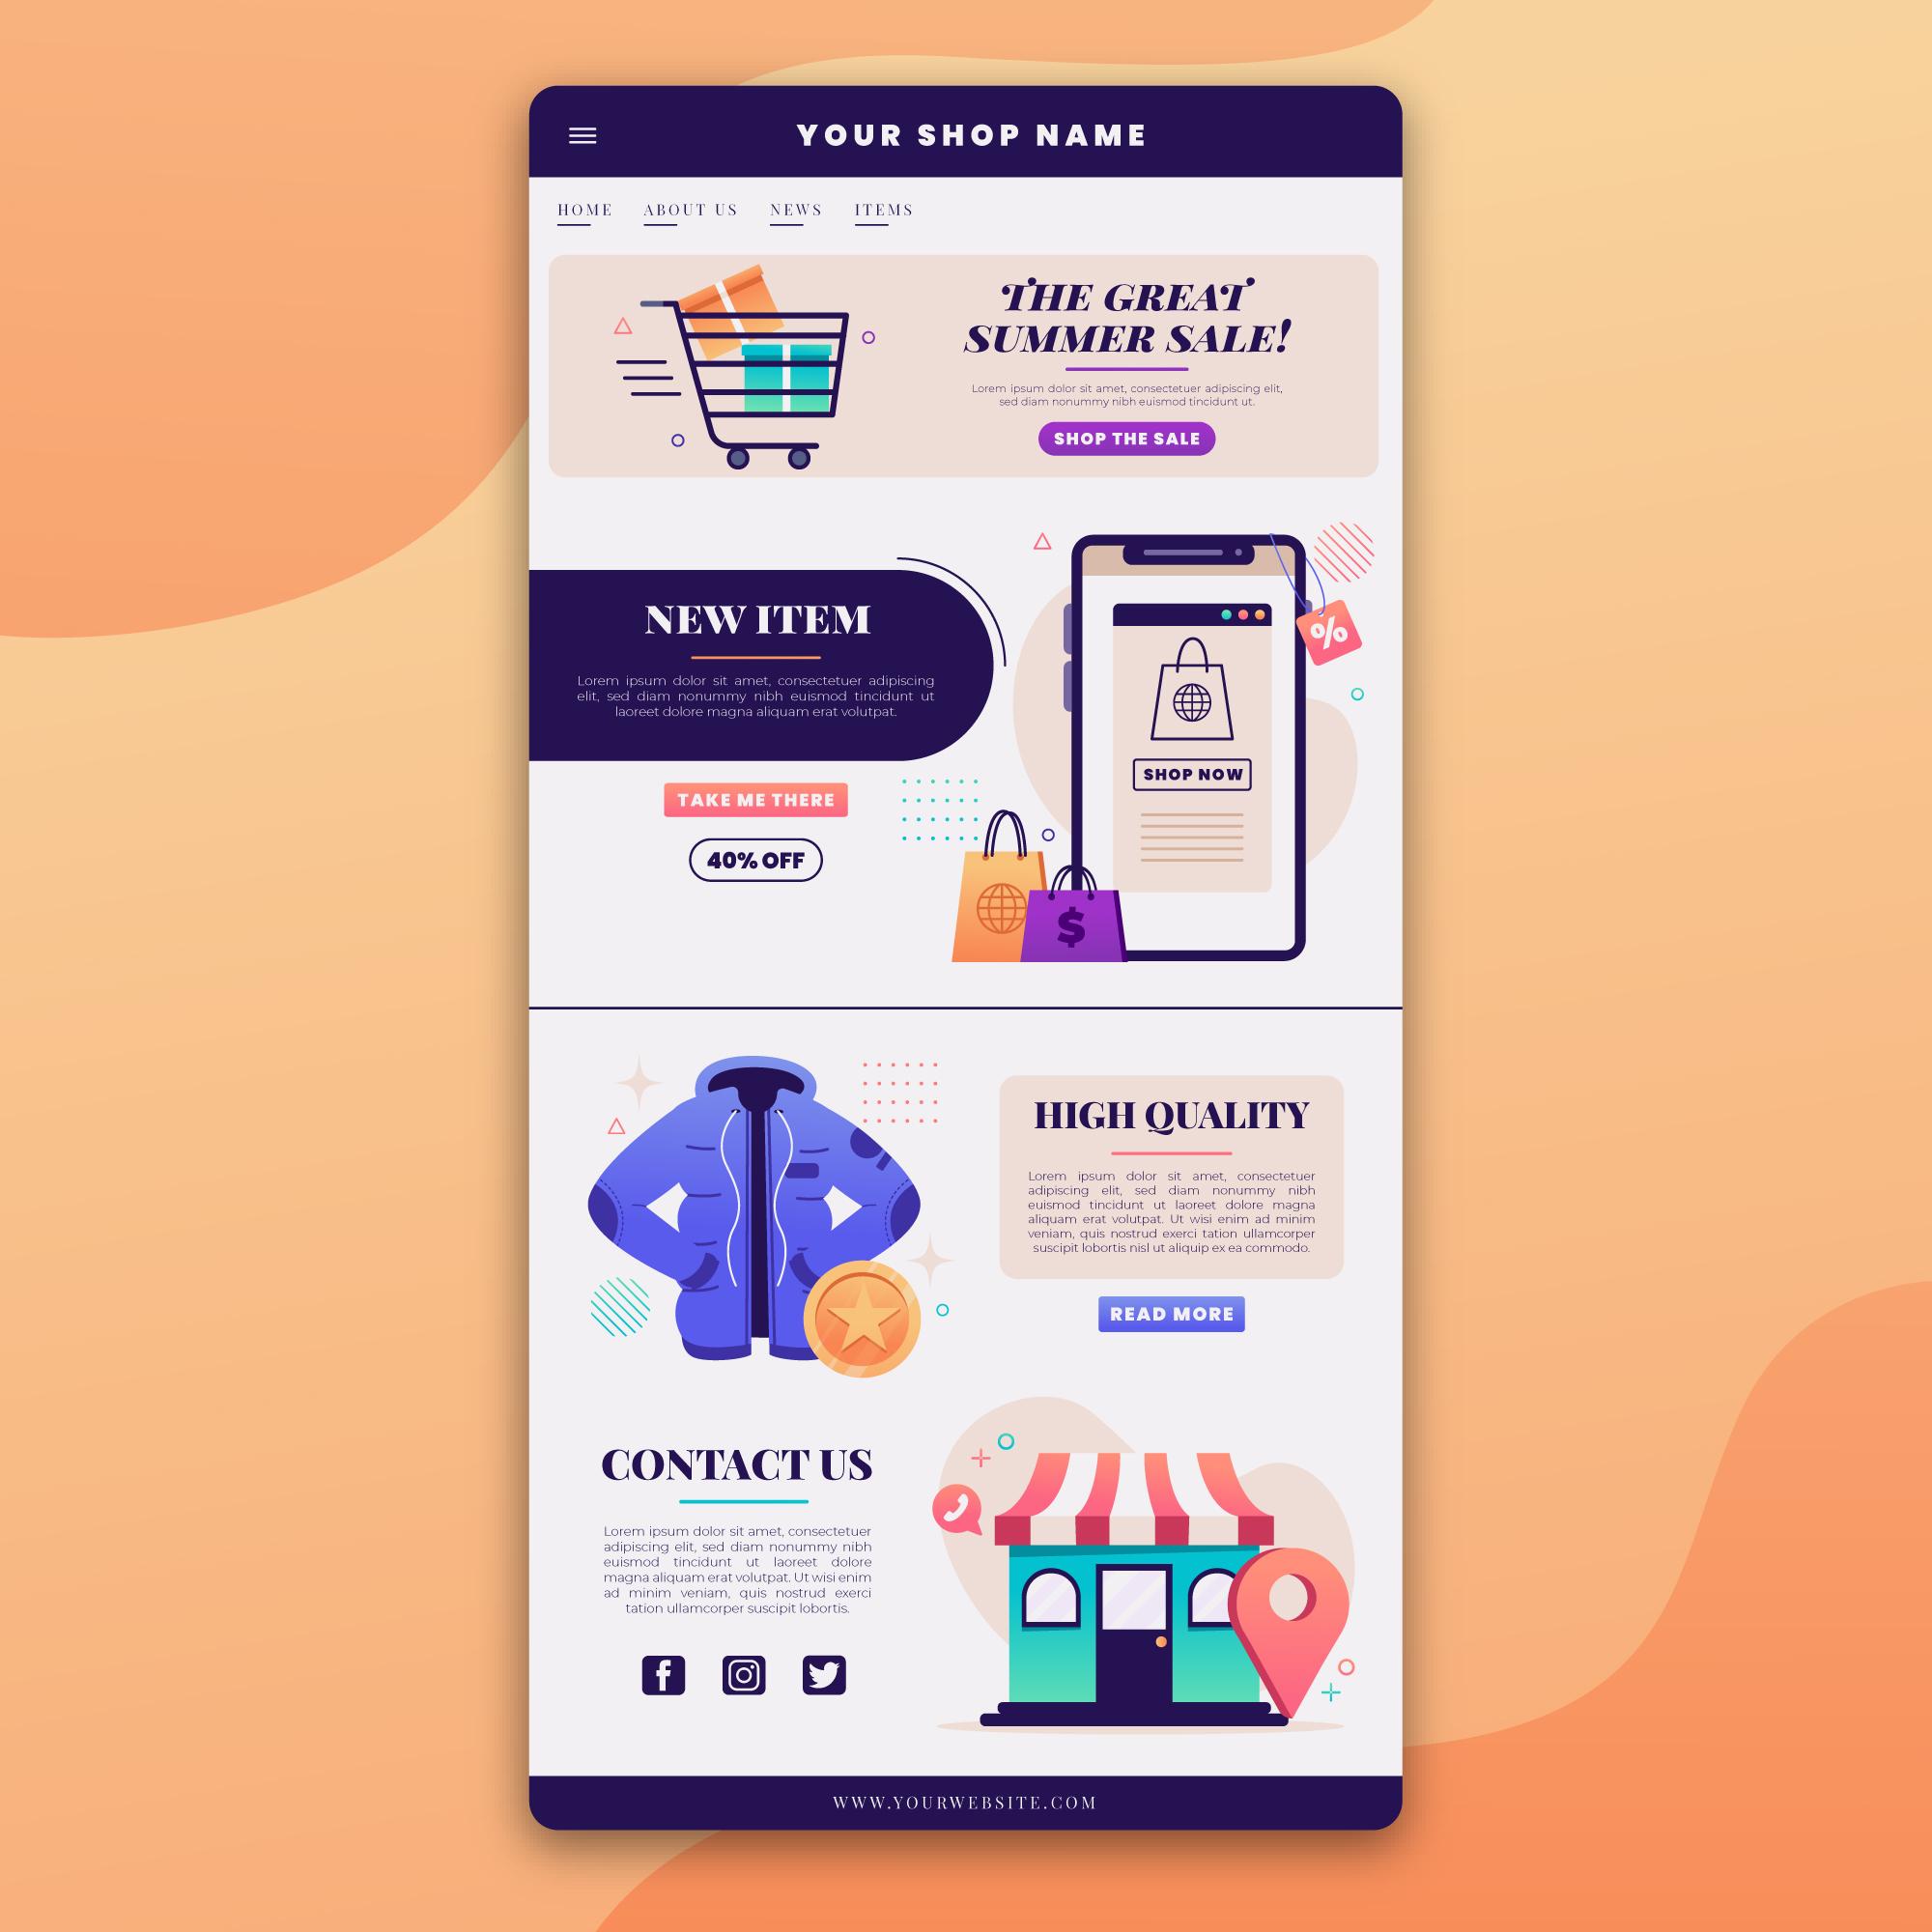 YOUR SHOP NAME
HOME ABOUT US NEWS ITEMS
THE GREAT
SUMMER SALE!
Lorem ipsum dolor sit amet, consectetuer adipiscing elit,
sed diam nonummy nibh euismod tincidunt ut.
SHOP THE SALE
NEW ITEM
Lorem ipsum dolor sit amet, consectetuer adipiscing
elit, sed diam nonummy nibh euismod tincidunt ut
laoreet dolore magna aliquam erat volutpat.
TAKE ME THERE
40% OFF
%
SHOP NOW
$
HIGH QUALITY
Lorem ipsum dolor sit amet, consectetuer
adipiscing elit, sed diam nonummy nibh
euismod tincidunt ut laoreet dolore magna
aliquam erat volutpat. Ut wisi enim ad minim
veniam, quis nostrud exerci tation ullamcorper
suscipit lobortis nisl ut aliquip ex ea commodo.
READ MORE
CONTACT US
Lorem ipsum dolor sit amet, consectetuer
adipiscing elit, sed diam nonummy nibh
euismod tincidunt ut laoreet dolore
magna aliquam erat volutpat. Ut wisi enim
ad minim veniam, quis nostrud exerci
tation ullamcorper suscipit lobortis.
WWW.YOURWEBSITE.COM